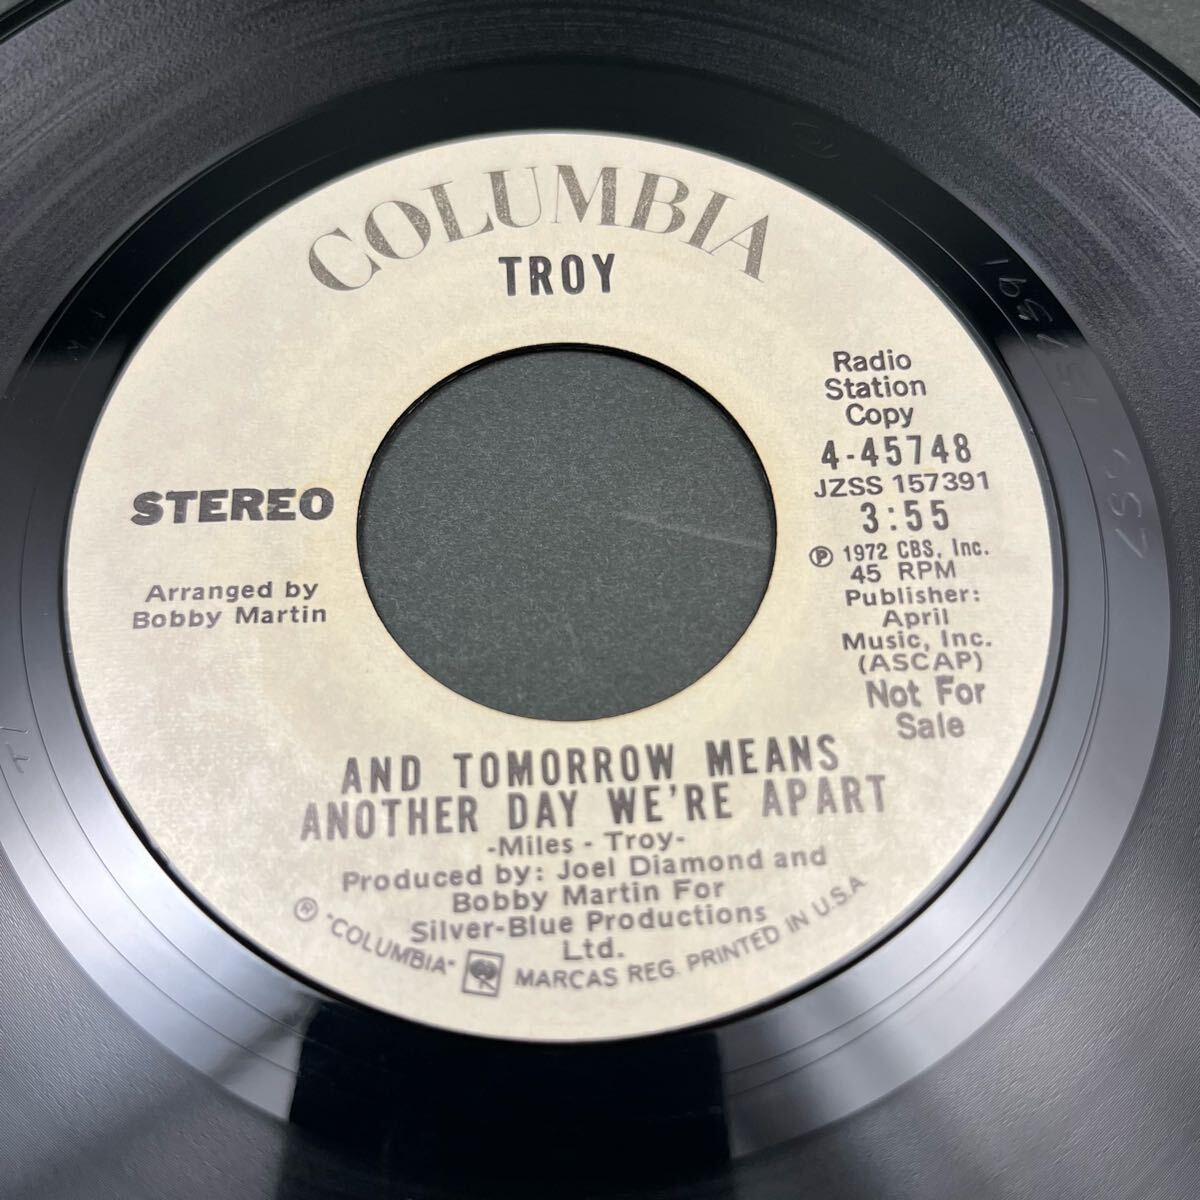 COLUMBIA
TROY
Radio
Station
Copy
4-45748
JZSS 157391
3:55
STEREO
Ⓟ 1972 CBS, Inc.
45 RPM
Arranged by
Bobby Martin
Publisher:
April
Music, Inc.
(ASCAP)
Not For
Sale
AND TOMORROW MEANS
ANOTHER DAY WE'RE APART
-Miles - Troy-
Produced by: Joel Diamond and
Bobby Martin For
Silver-Blue Productions
Ltd.
® "COLUMBIA" MARCAS REG. PRINTED IN U.S.A.